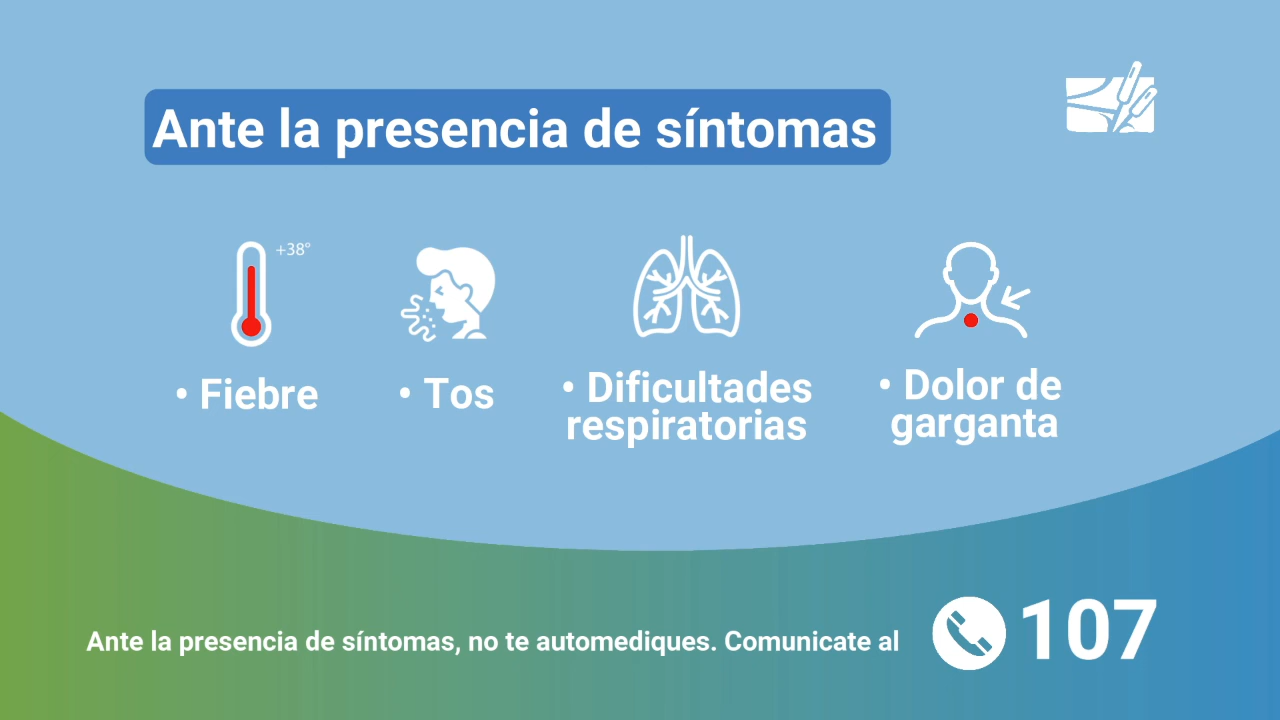 Ante la presencia de síntomas
+38°
• Fiebre
• Tos
• Dificultades
respiratorias
• Dolor de
garganta
Ante la presencia de síntomas, no te automediques. Comunicate al
107